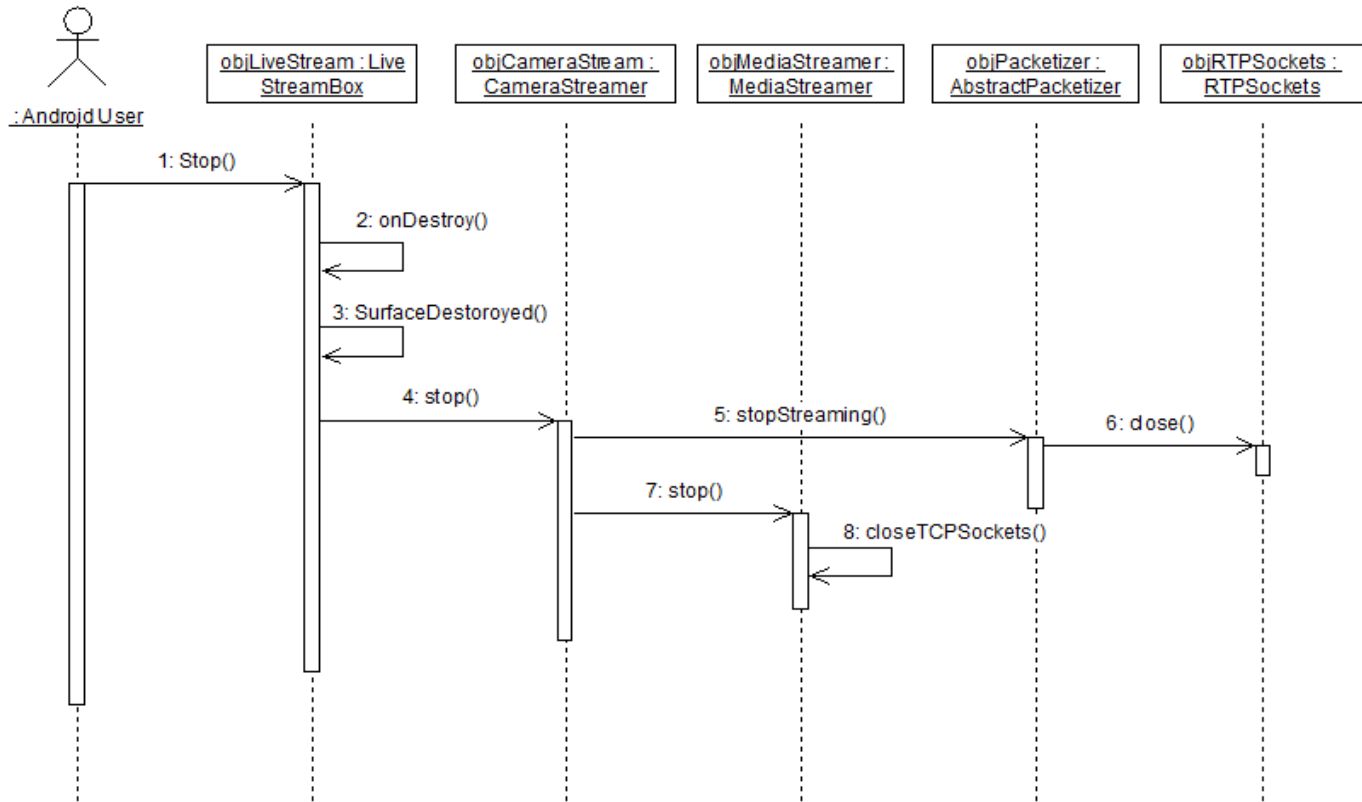 : Android User
objLiveStream : Live
StreamBox
objCameraStream :
CameraStreamer
objMediaStreamer :
MediaStreamer
objPacketizer :
AbstractPacketizer
objRTPSockets :
RTPSockets
1: Stop()
2: onDestroy()
3: SurfaceDestoroyed()
4: stop()
5: stopStreaming()
6: close()
7: stop()
8: closeTCPSockets()